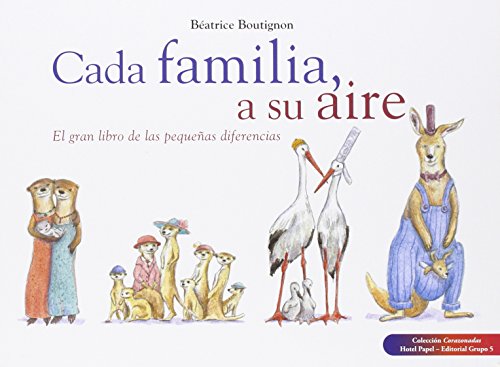 Béatrice Boutignon
Cada familia,
a su aire
El gran libro de las pequeñas diferencias
Colección Corazonadas
Hotel Papel – Editorial Grupo 5